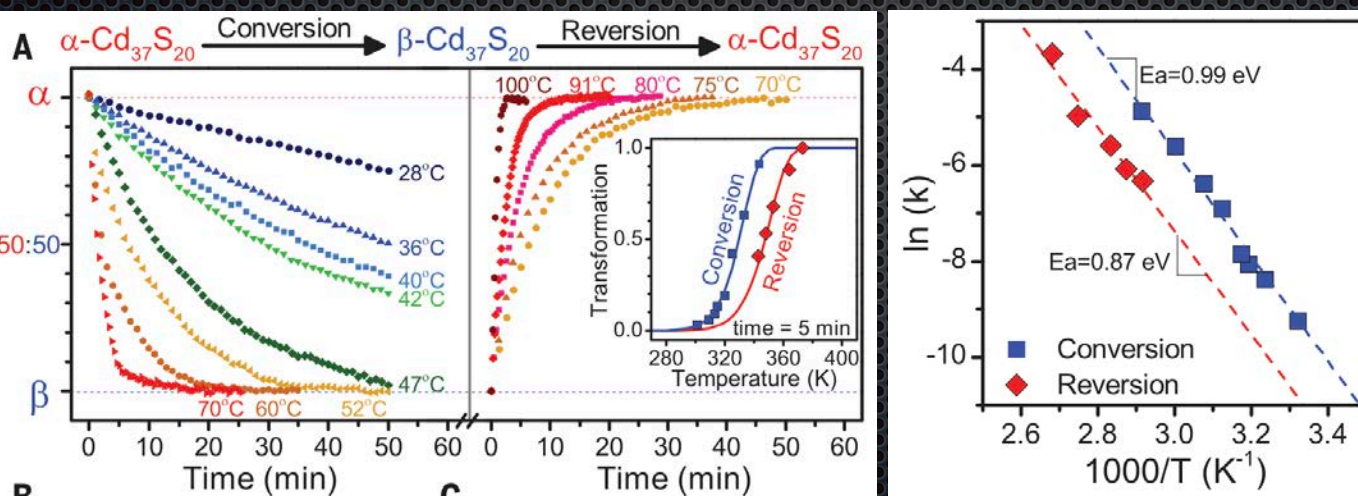 A
α-Cd37S20 Conversion β-Cd37S20 Reversion α-Cd37S20
α
50:50
β
28°C
36°C
40°C
42°C
47°C
70°C 60°C 52°C
0 10 20 30 40 50 60
Time (min)
100°C 91°C 80°C 75°C 70°C
0 10 20 30 40 50 60
Time (min)
Transformation
1.0
0.5
0.0
Conversion
Reversion
time = 5 min
280 320 360 400
Temperature (K)
B C
ln (k)
-4
-6
-8
-10
Ea=0.99 eV
Ea=0.87 eV
Conversion
Reversion
2.6 2.8 3.0 3.2 3.4
1000/T (K⁻¹)